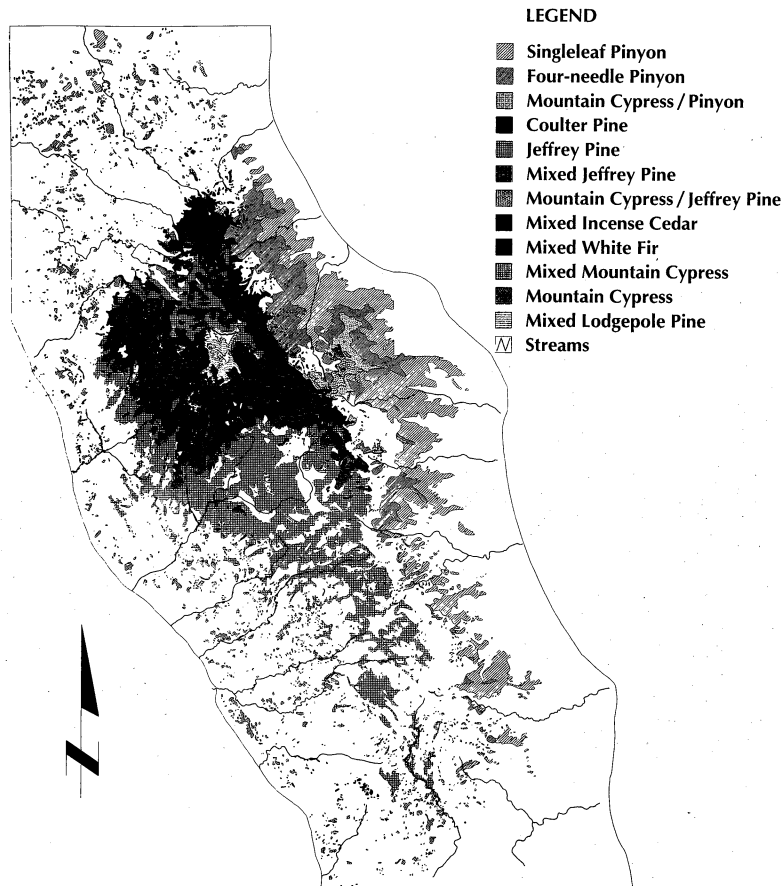 LEGEND
Singleleaf Pinyon
Four-needle Pinyon
Mountain Cypress / Pinyon
Coulter Pine
Jeffrey Pine
Mixed Jeffrey Pine
Mountain Cypress / Jeffrey Pine
Mixed Incense Cedar
Mixed White Fir
Mixed Mountain Cypress
Mountain Cypress
Mixed Lodgepole Pine
Streams